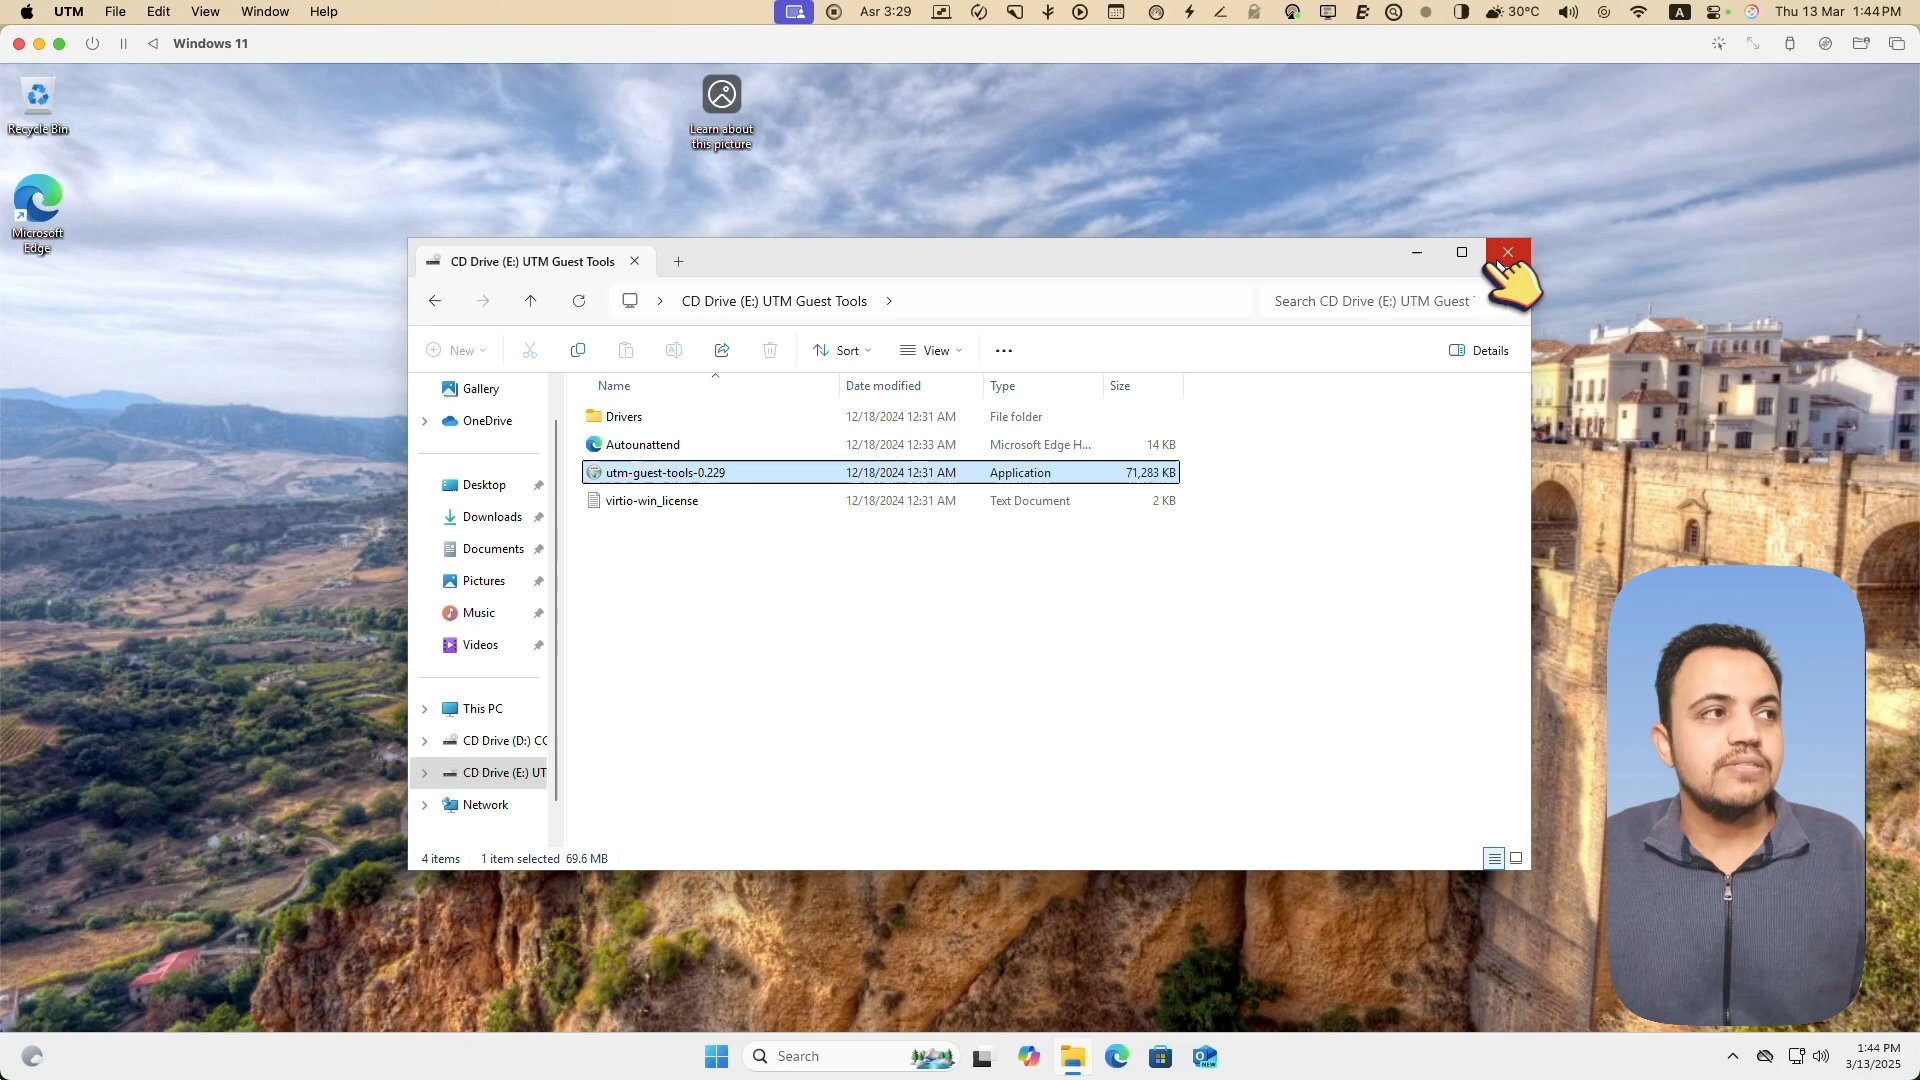 UTM File Edit View Window Help Asr 3:29 30°C A Thu 13 Mar 1:44 PM
Windows 11
Recycle Bin
Learn about
this picture
Microsoft
Edge
CD Drive (E:) UTM Guest Tools
CD Drive (E:) UTM Guest Tools
Search CD Drive (E:) UTM Guest
New
Sort
View
Details
Name Date modified Type Size
Drivers 12/18/2024 12:31 AM File folder
Autounattend 12/18/2024 12:33 AM Microsoft Edge H... 14 KB
utm-guest-tools-0.229 12/18/2024 12:31 AM Application 71,283 KB
virtio-win_license 12/18/2024 12:31 AM Text Document 2 KB
Gallery
OneDrive
Desktop
Downloads
Documents
Pictures
Music
Videos
This PC
CD Drive (D:) CC
CD Drive (E:) UT
Network
4 items 1 item selected 69.6 MB
Search
NEW
1:44 PM
3/13/2025